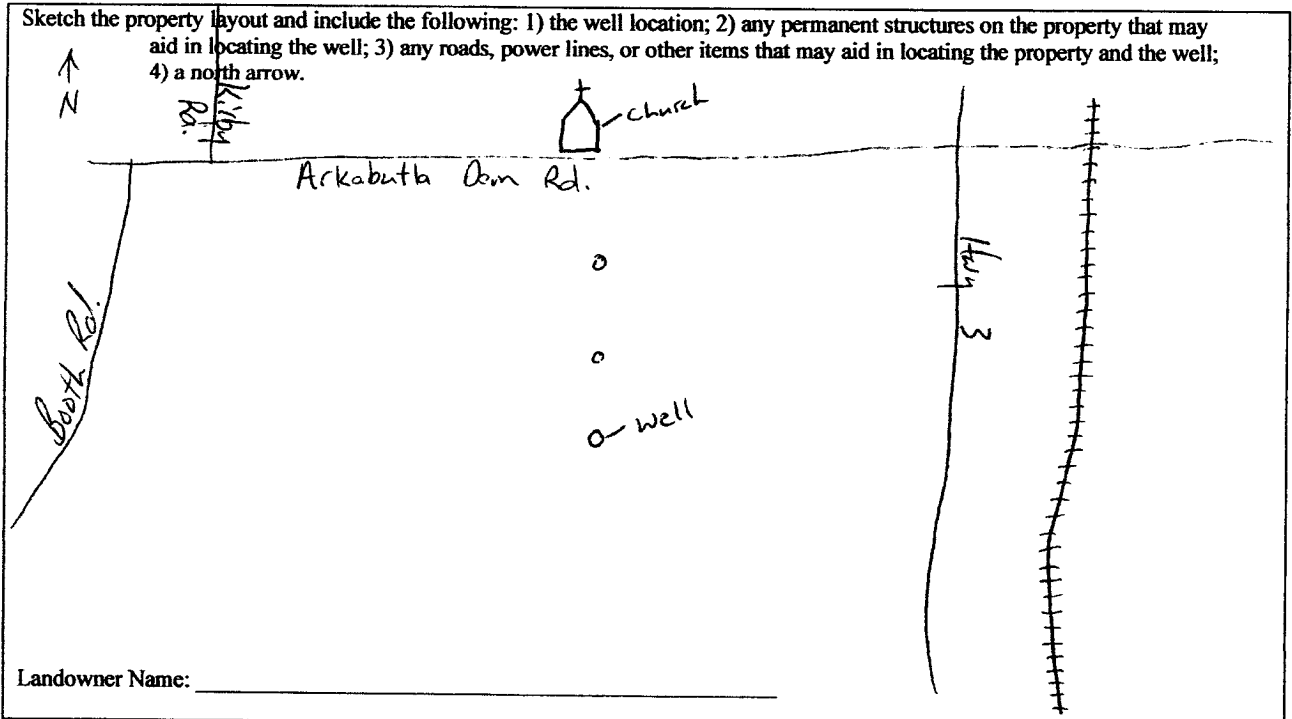 Sketch the property layout and include the following: 1) the well location; 2) any permanent structures on the property that may
aid in locating the well; 3) any roads, power lines, or other items that may aid in locating the property and the well;
4) a north arrow.
N
Kirby
Rd.
Church
Arkabutla Dam Rd.
Hwy 3
Booth Rd.
Well
Landowner Name: